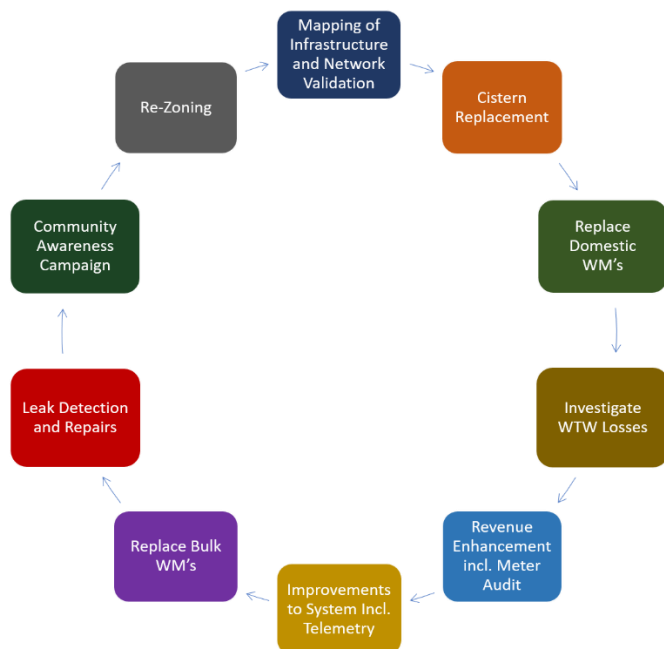 Mapping of
Infrastructure
and Network
Validation
Cistern
Replacement
Replace
Domestic
WM's
Investigate
WTW Losses
Revenue
Enhancement
incl. Meter
Audit
Improvements
to System Incl.
Telemetry
Replace Bulk
WM's
Leak Detection
and Repairs
Community
Awareness
Campaign
Re-Zoning